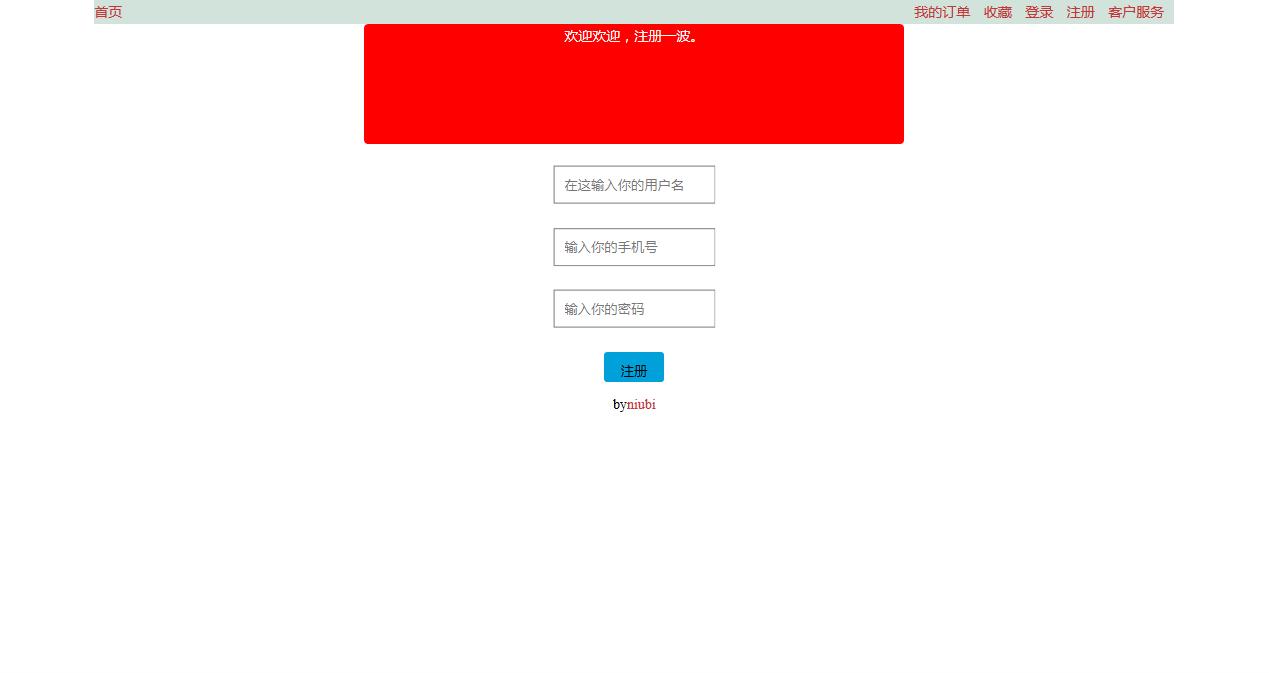 首页 我的订单 收藏 登录 注册 客户服务
欢迎欢迎，注册一波。
在这输入你的用户名
输入你的手机号
输入你的密码
注册
byniubi